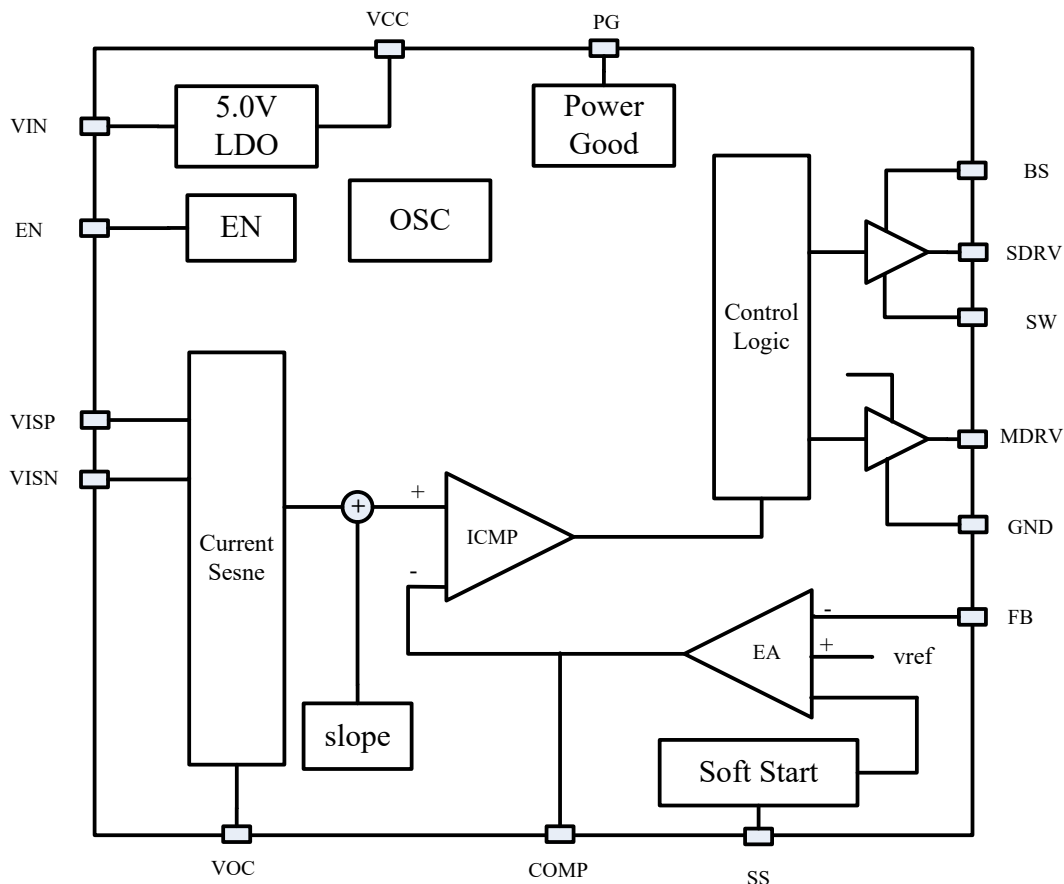 VCC
PG
VIN
5.0V
LDO
Power
Good
BS
EN
EN
OSC
SDRV
SW
Control
Logic
VISP
MDRV
VISN
+
+
ICMP
GND
Current
Sesne
-
-
FB
EA
+
vref
slope
Soft Start
VOC
COMP
SS